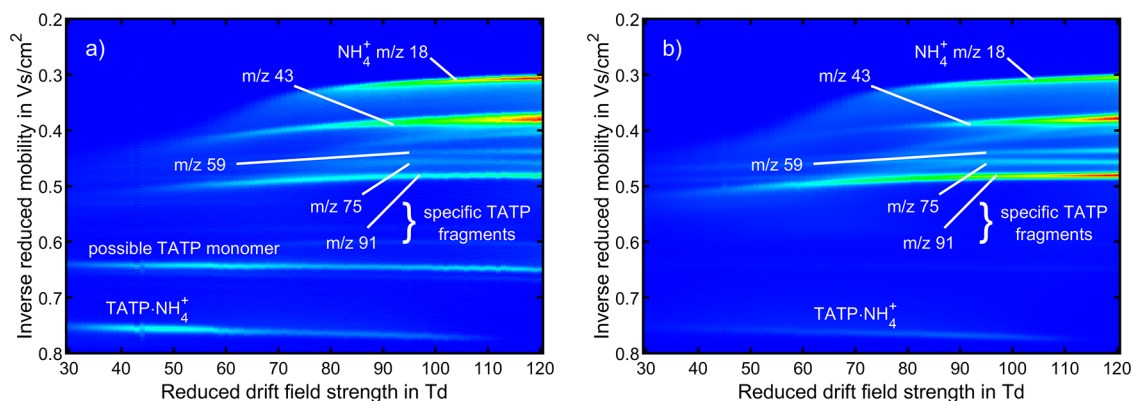 a)
NH4+ m/z 18
m/z 43
m/z 59
m/z 75
m/z 91
specific TATP
fragments
possible TATP monomer
TATP·NH4+
0.2
0.3
0.4
0.5
0.6
0.7
0.8
30 40 50 60 70 80 90 100 110 120
Inverse reduced mobility in Vs/cm2
Reduced drift field strength in Td
b)
NH4+ m/z 18
m/z 43
m/z 59
m/z 75
m/z 91
specific TATP
fragments
TATP·NH4+
0.2
0.3
0.4
0.5
0.6
0.7
0.8
30 40 50 60 70 80 90 100 110 120
Inverse reduced mobility in Vs/cm2
Reduced drift field strength in Td